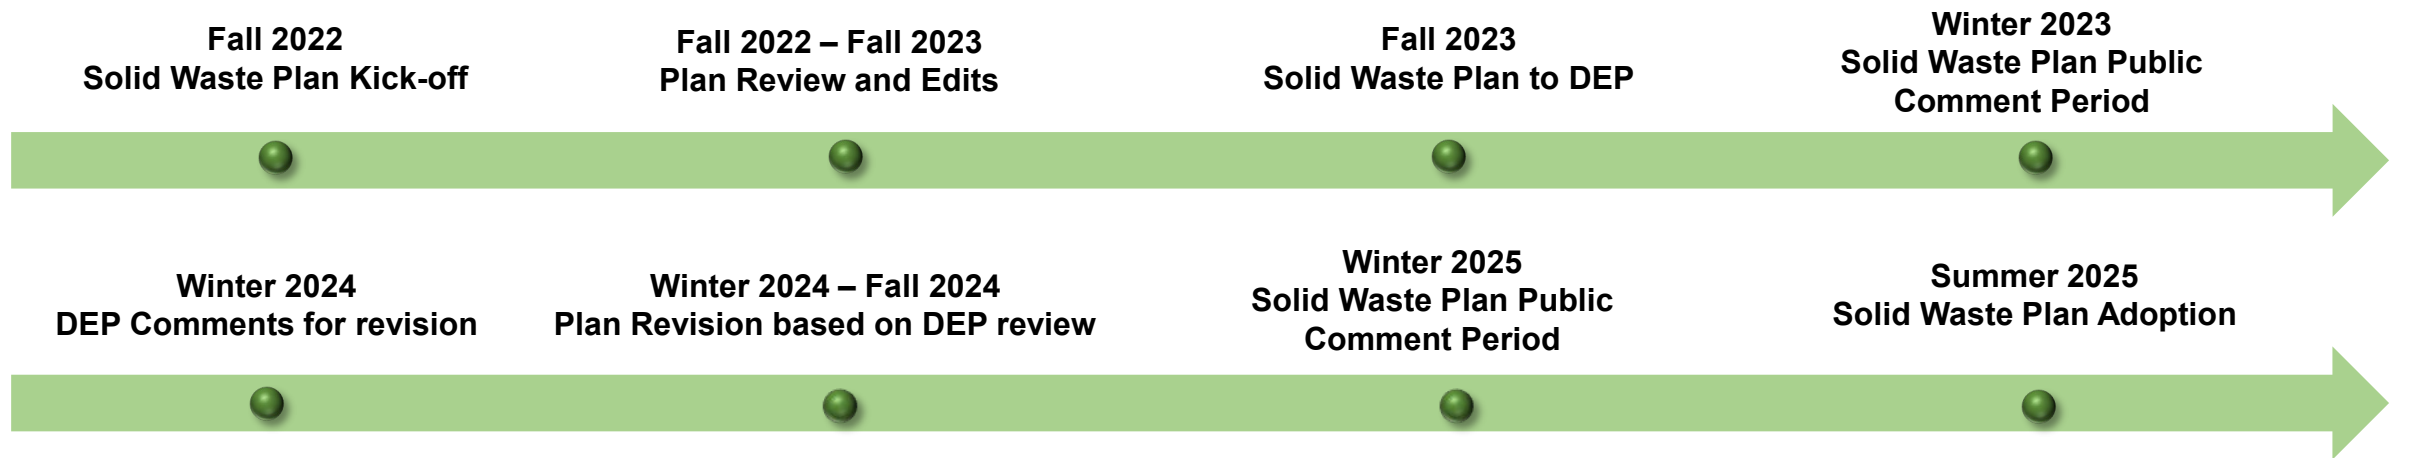 Fall 2022
Solid Waste Plan Kick-off
Fall 2022 – Fall 2023
Plan Review and Edits
Fall 2023
Solid Waste Plan to DEP
Winter 2023
Solid Waste Plan Public
Comment Period
Winter 2024
DEP Comments for revision
Winter 2024 – Fall 2024
Plan Revision based on DEP review
Winter 2025
Solid Waste Plan Public
Comment Period
Summer 2025
Solid Waste Plan Adoption